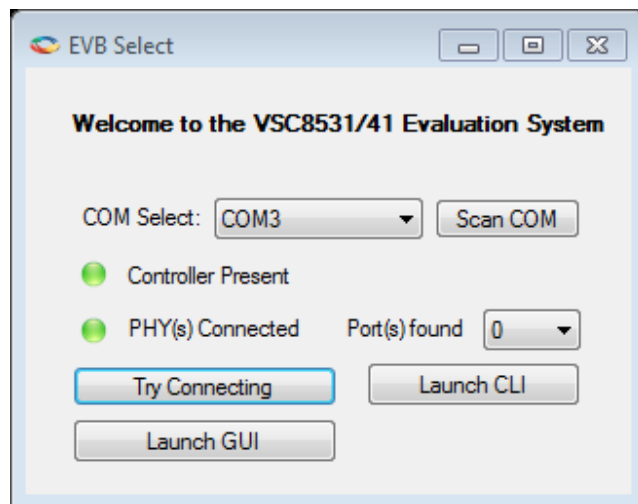 EVB Select
Welcome to the VSC8531/41 Evaluation System
COM Select: COM3 Scan COM
Controller Present
PHY(s) Connected Port(s) found 0
Try Connecting Launch CLI
Launch GUI